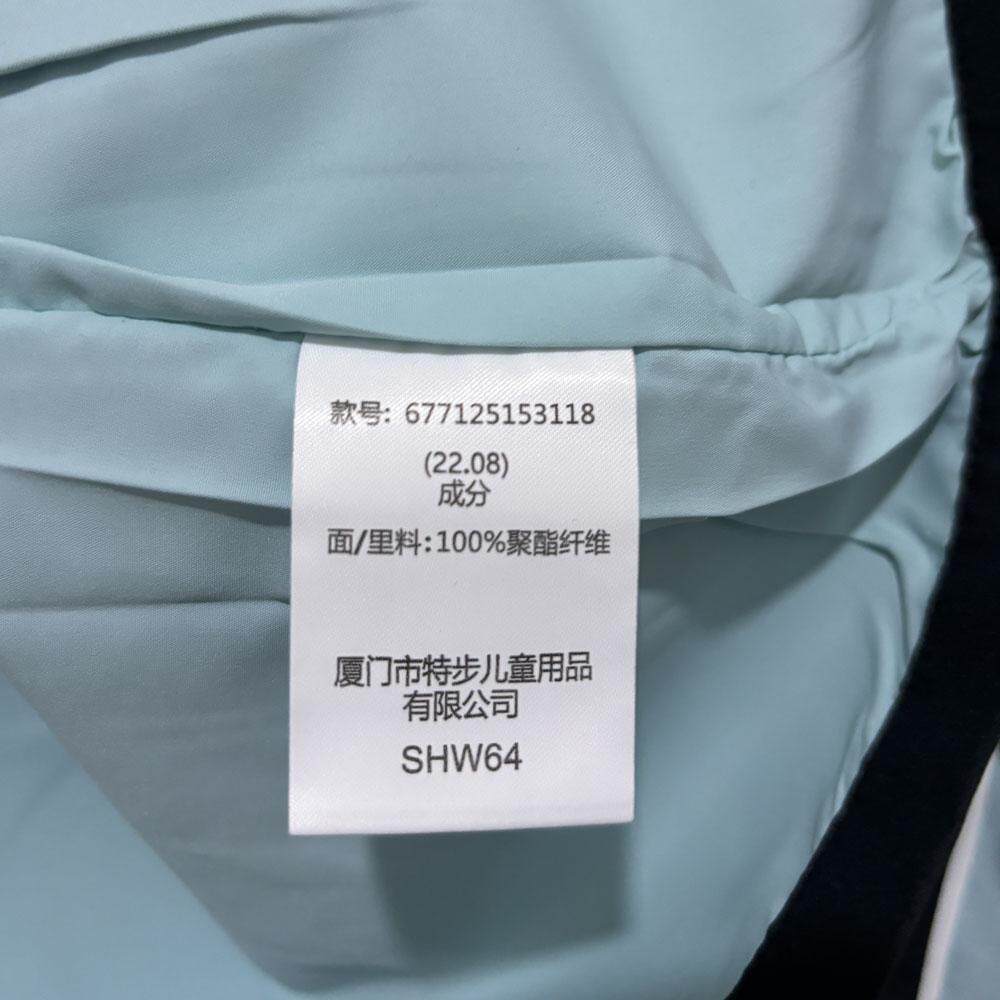 款号: 677125153118
(22.08)
成分
面/里料:100%聚酯纤维
厦门市特步儿童用品
有限公司
SHW64